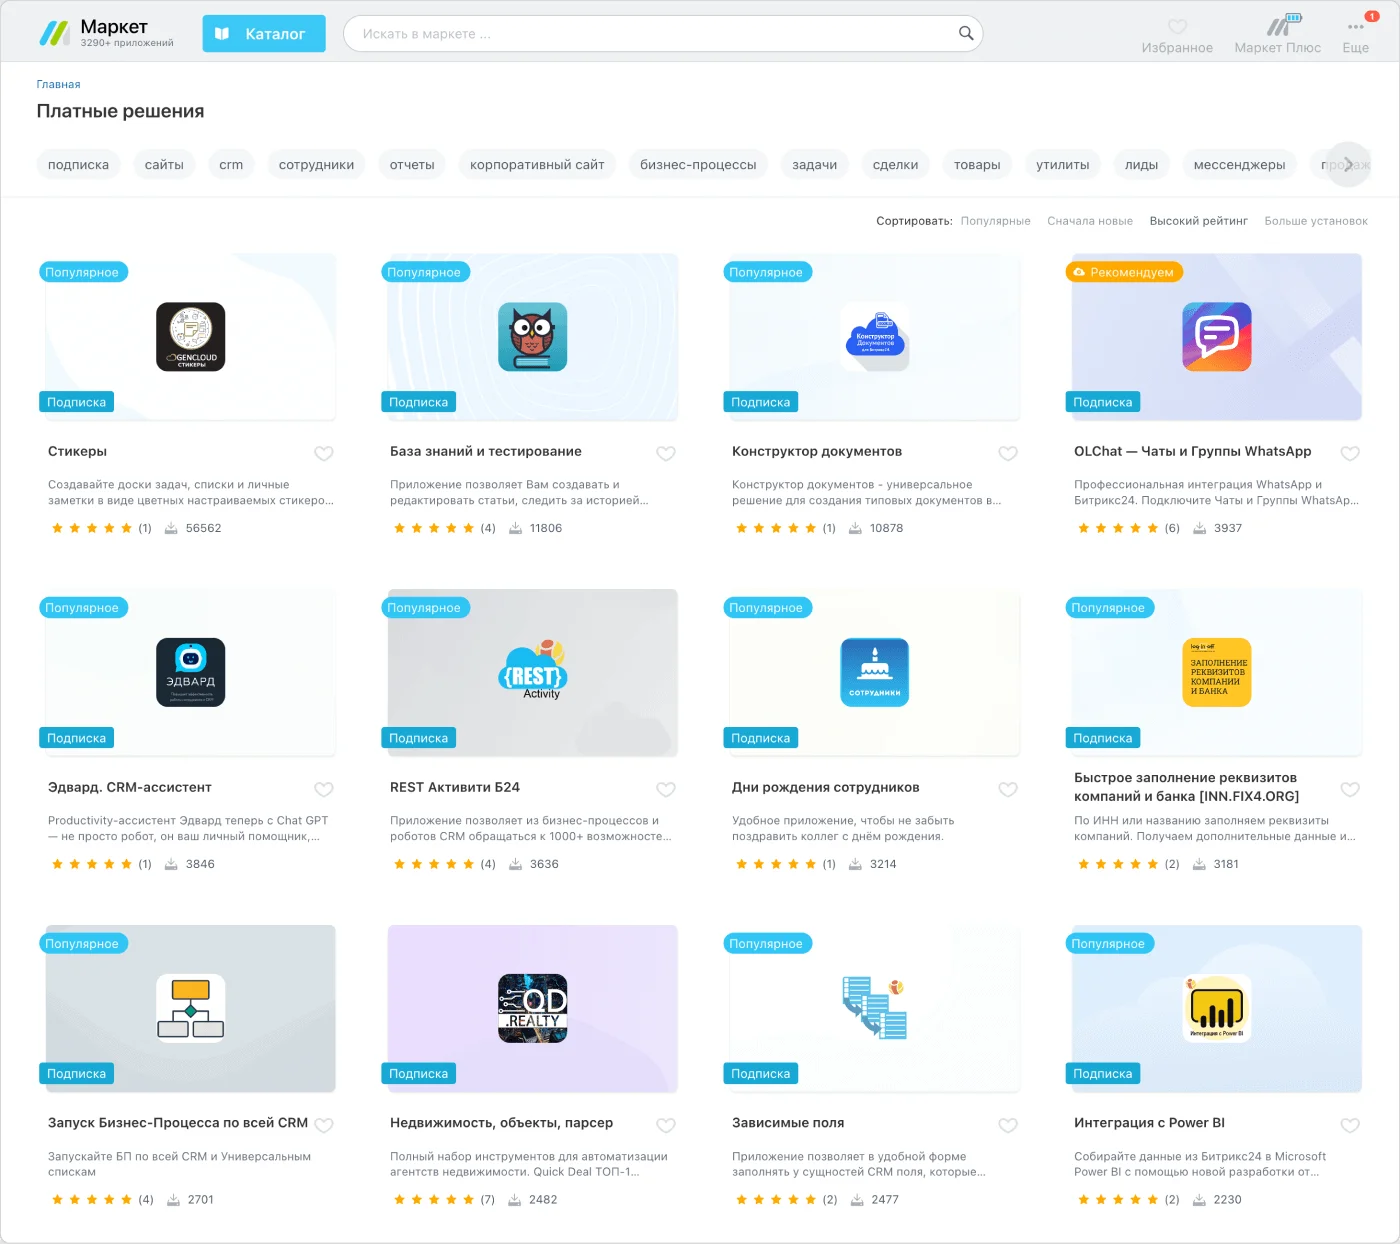 Маркет
3290+ приложений
Каталог
Искать в маркете ...
Избранное
Маркет Плюс
1
Еще
Главная
Платные решения
подписка
сайты
crm
сотрудники
отчеты
корпоративный сайт
бизнес-процессы
задачи
сделки
товары
утилиты
лиды
мессенджеры
Сортировать: Популярные Сначала новые Высокий рейтинг Больше установок
Популярное
GENCLOUD
СТИКЕРЫ
Подписка
Стикеры
Создавайте доски задач, списки и личные
заметки в виде цветных настраиваемых стикеро...
(1) 56562
Популярное
Подписка
База знаний и тестирование
Приложение позволяет Вам создавать и
редактировать статьи, следить за историей...
(4) 11806
Популярное
Конструктор
Документов
для Битрикс24
Подписка
Конструктор документов
Конструктор документов - универсальное
решение для создания типовых документов в...
(1) 10878
Рекомендуем
Подписка
OLChat — Чаты и Группы WhatsApp
Профессиональная интеграция WhatsApp и
Битрикс24. Подключите Чаты и Группы WhatsAp...
(6) 3937
Популярное
ЭДВАРД
Подписка
Эдвард. CRM-ассистент
Productivity-ассистент Эдвард теперь с Chat GPT
— не просто робот, он ваш личный помощник,...
(1) 3846
Популярное
{REST}
Activity
Подписка
REST Активити Б24
Приложение позволяет из бизнес-процессов и
роботов CRM обращаться к 1000+ возможносте...
(4) 3636
Популярное
СОТРУДНИКИ
Подписка
Дни рождения сотрудников
Удобное приложение, чтобы не забыть
поздравить коллег с днём рождения.
(1) 3214
Популярное
log-in-off
ЗАПОЛНЕНИЕ
РЕКВИЗИТОВ
КОМПАНИИ
И БАНКА
Подписка
Быстрое заполнение реквизитов
компаний и банка [INN.FIX4.ORG]
По ИНН или названию заполняем реквизиты
компаний. Получаем дополнительные данные и...
(2) 3181
Популярное
Подписка
Запуск Бизнес-Процесса по всей CRM
Запускайте БП по всей CRM и Универсальным
спискам
(4) 2701
QD
.REALTY
Подписка
Недвижимость, объекты, парсер
Полный набор инструментов для автоматизации
агентств недвижимости. Quick Deal ТОП-1...
(7) 2482
Популярное
Подписка
Зависимые поля
Приложение позволяет в удобной форме
заполнять у сущностей CRM поля, которые...
(2) 2477
Популярное
Интеграция с Power BI
Подписка
Интеграция с Power BI
Собирайте данные из Битрикс24 в Microsoft
Power BI с помощью новой разработки от...
(2) 2230